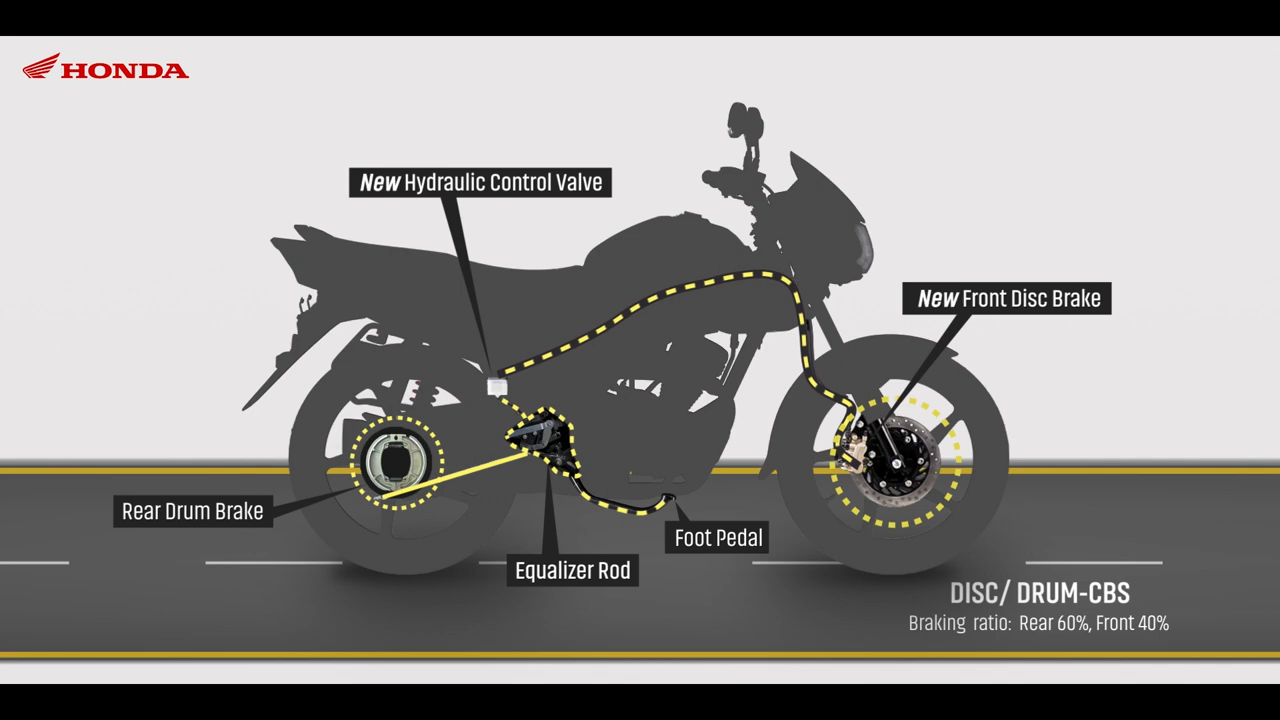 HONDA
New Hydraulic Control Valve
New Front Disc Brake
Rear Drum Brake
Foot Pedal
Equalizer Rod
DISC/ DRUM-CBS
Braking ratio: Rear 60%, Front 40%